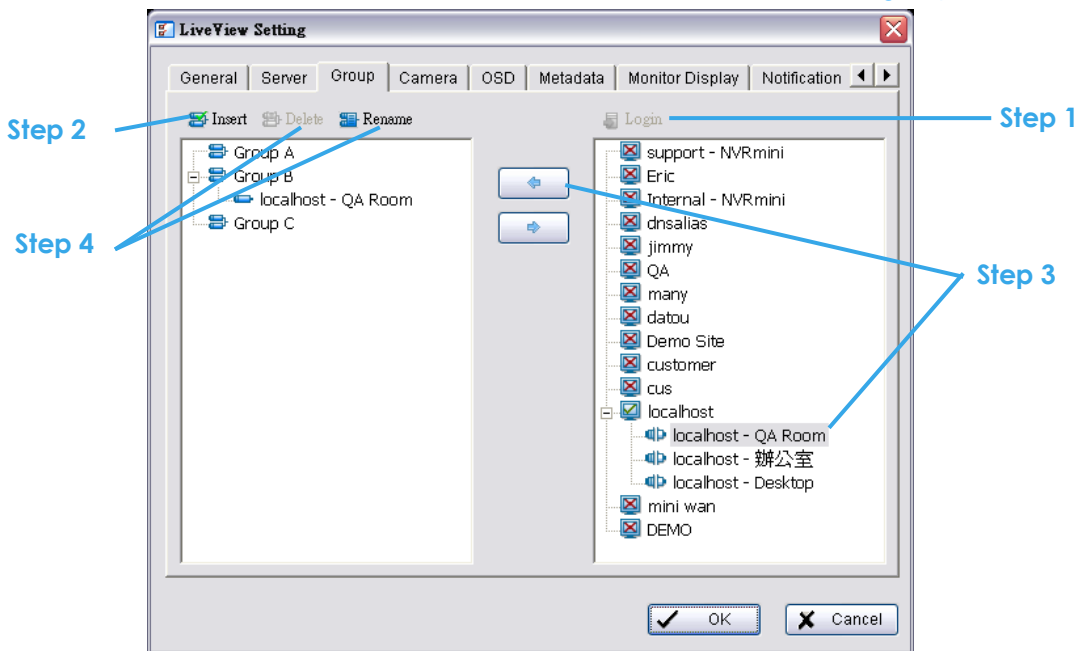 LiveView Setting
General Server Group Camera OSD Metadata Monitor Display Notification
Step 2
Insert Delete Rename
Login
Step 1
Group A
Group B
localhost - QA Room
Group C
Step 4
support - NVRmini
Eric
Internal - NVRmini
dnsalias
jimmy
QA
many
datou
Demo Site
customer
cus
localhost
localhost - QA Room
localhost - 辦公室
localhost - Desktop
mini wan
DEMO
Step 3
OK Cancel